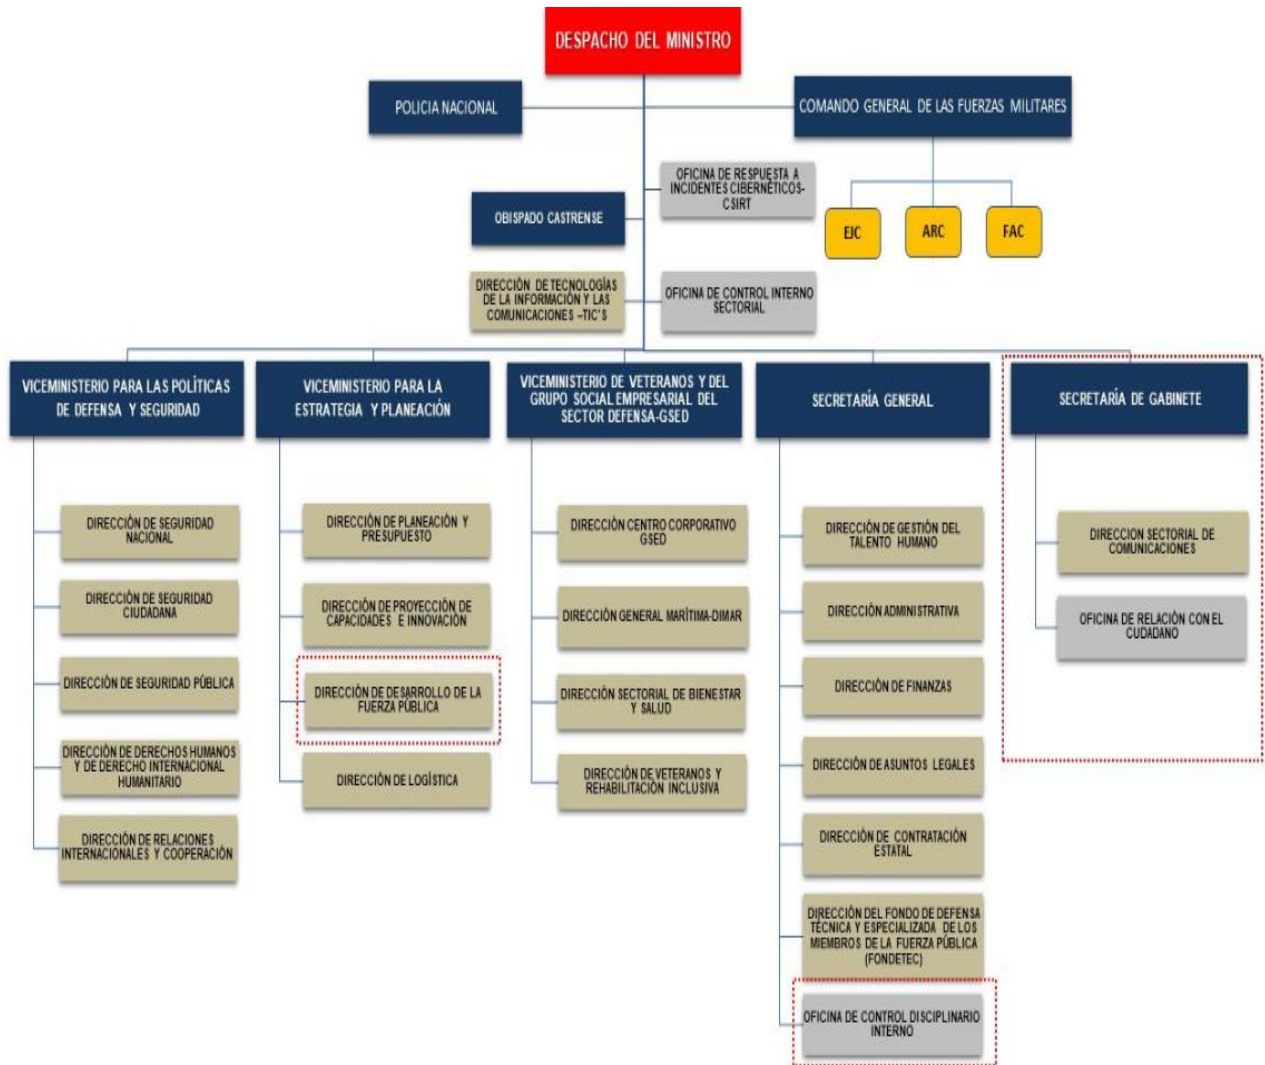 DESPACHO DEL MINISTRO
POLICIA NACIONAL
COMANDO GENERAL DE LAS FUERZAS MILITARES
OFICINA DE RESPUESTA A
INCIDENTES CIBERNÉTICOS-
CSIRT
OBISPADO CASTRENSE
EJC
ARC
FAC
DIRECCIÓN DE TECNOLOGÍAS
DE LA INFORMACIÓN Y LAS
COMUNICACIONES –TIC'S
OFICINA DE CONTROL INTERNO
SECTORIAL
VICEMINISTERIO PARA LAS POLÍTICAS
DE DEFENSA Y SEGURIDAD
DIRECCIÓN DE SEGURIDAD
NACIONAL
DIRECCIÓN DE SEGURIDAD
CIUDADANA
DIRECCIÓN DE SEGURIDAD PÚBLICA
DIRECCIÓN DE DERECHOS HUMANOS
Y DE DERECHO INTERNACIONAL
HUMANITARIO
DIRECCIÓN DE RELACIONES
INTERNACIONALES Y COOPERACIÓN
VICEMINISTERIO PARA LA
ESTRATEGIA Y PLANEACIÓN
DIRECCIÓN DE PLANEACIÓN Y
PRESUPUESTO
DIRECCIÓN DE PROYECCIÓN DE
CAPACIDADES E INNOVACIÓN
DIRECCIÓN DE DESARROLLO DE LA
FUERZA PÚBLICA
DIRECCIÓN DE LOGÍSTICA
VICEMINISTERIO DE VETERANOS Y DEL
GRUPO SOCIAL EMPRESARIAL DEL
SECTOR DEFENSA-GSED
DIRECCIÓN CENTRO CORPORATIVO
GSED
DIRECCIÓN GENERAL MARÍTIMA-DIMAR
DIRECCIÓN SECTORIAL DE BIENESTAR
Y SALUD
DIRECCIÓN DE VETERANOS Y
REHABILITACIÓN INCLUSIVA
SECRETARÍA GENERAL
DIRECCIÓN DE GESTIÓN DEL
TALENTO HUMANO
DIRECCIÓN ADMINISTRATIVA
DIRECCIÓN DE FINANZAS
DIRECCIÓN DE ASUNTOS LEGALES
DIRECCIÓN DE CONTRATACIÓN
ESTATAL
DIRECCIÓN DEL FONDO DE DEFENSA
TÉCNICA Y ESPECIALIZADA DE LOS
MIEMBROS DE LA FUERZA PÚBLICA
(FONDETEC)
OFICINA DE CONTROL DISCIPLINARIO
INTERNO
SECRETARÍA DE GABINETE
DIRECCION SECTORIAL DE
COMUNICACIONES
OFICINA DE RELACIÒN CON EL
CUDADANO